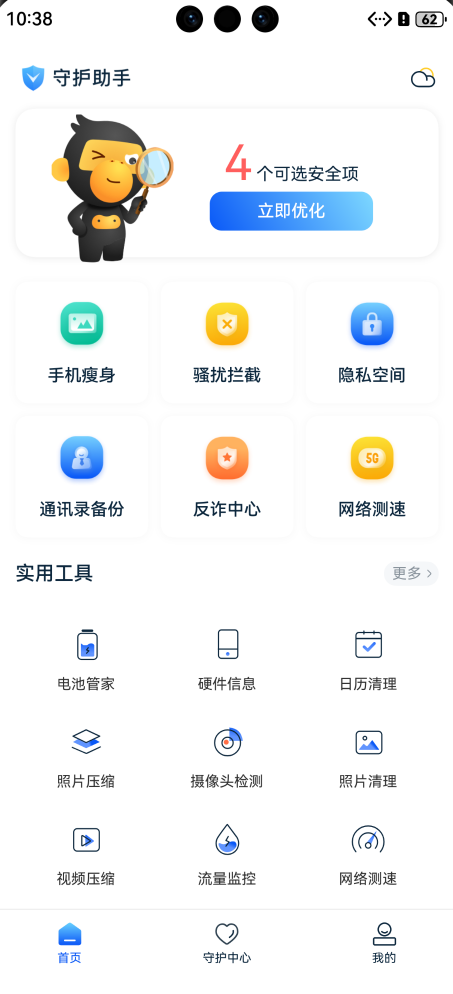 10:38
62
守护助手
4个可选安全项
立即优化
手机瘦身
骚扰拦截
隐私空间
5G
通讯录备份
反诈中心
网络测速
实用工具
更多
电池管家
硬件信息
日历清理
照片压缩
摄像头检测
照片清理
视频压缩
流量监控
网络测速
首页
守护中心
我的